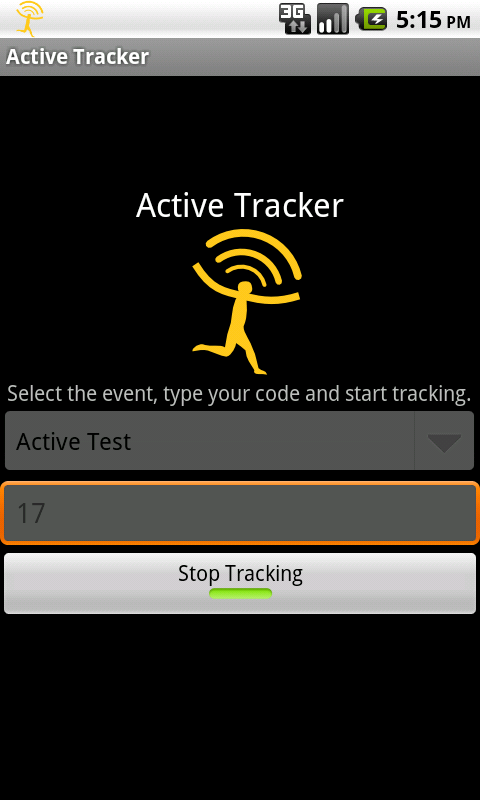 3G 5:15 PM
Active Tracker
Active Tracker
Select the event, type your code and start tracking.
Active Test
17
Stop Tracking